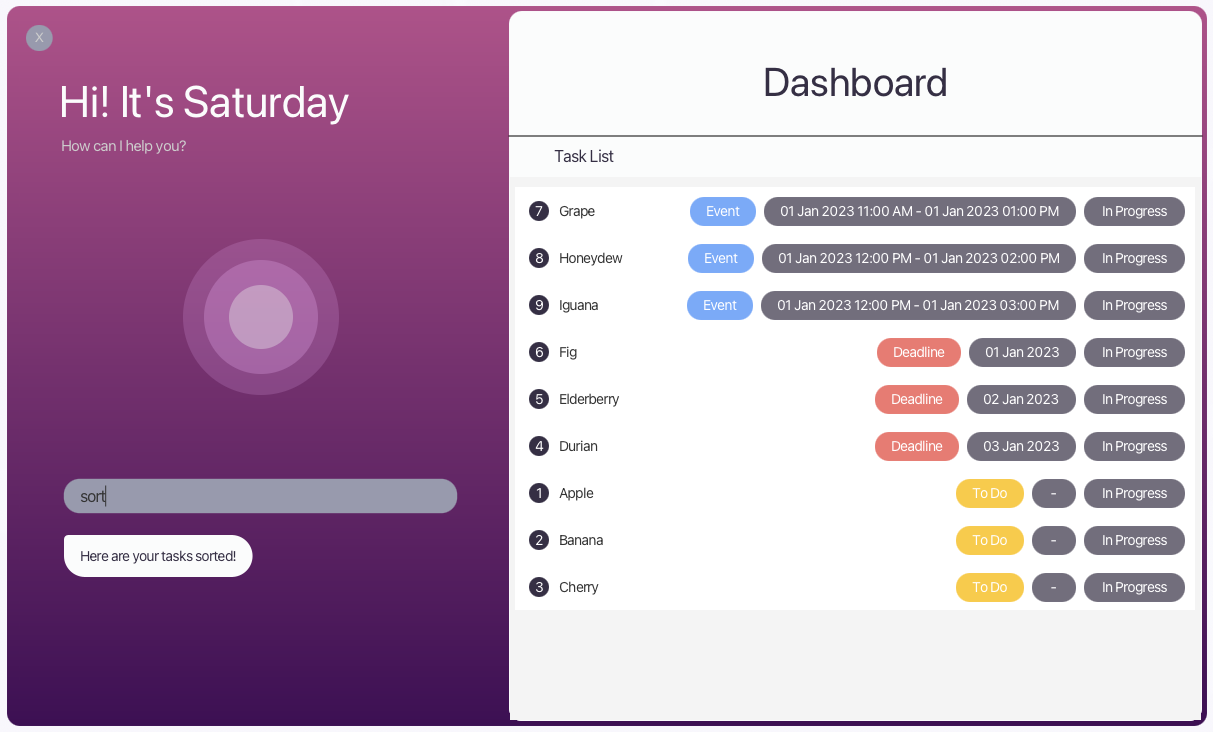 X
Hi! It's Saturday
How can I help you?
sort
Here are your tasks sorted!
Dashboard
Task List
7 Grape Event 01 Jan 2023 11:00 AM - 01 Jan 2023 01:00 PM In Progress
8 Honeydew Event 01 Jan 2023 12:00 PM - 01 Jan 2023 02:00 PM In Progress
9 Iguana Event 01 Jan 2023 12:00 PM - 01 Jan 2023 03:00 PM In Progress
6 Fig Deadline 01 Jan 2023 In Progress
5 Elderberry Deadline 02 Jan 2023 In Progress
4 Durian Deadline 03 Jan 2023 In Progress
1 Apple To Do - In Progress
2 Banana To Do - In Progress
3 Cherry To Do - In Progress